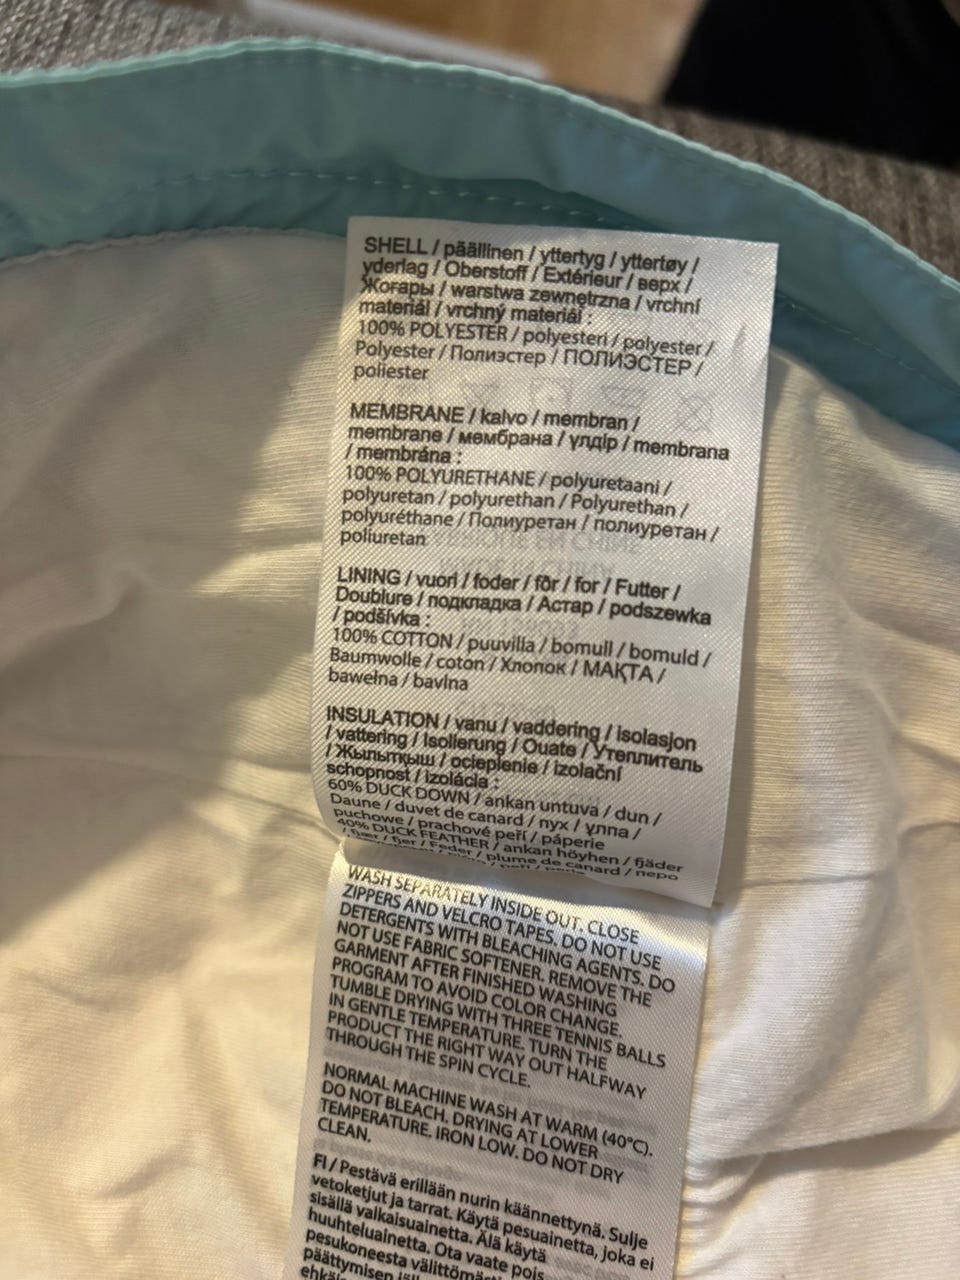 SHELL / päällinen / yttertyg / yttertøy /
yderlag / Oberstoff / Extérieur / верх /
Жоғары / warstwa zewnętrzna / vrchní
materiál / vrchný materiál :
100% POLYESTER / polyesteri / polyester /
Polyester / Полиэстер / ПОЛИЭСТЕР /
poliester
MEMBRANE / kalvo / membran /
membrane / мембрана / үлдір / membrana
/ membrána :
100% POLYURETHANE / polyuretaani /
polyuretan / polyurethan / Polyurethan /
polyuréthane / Полиуретан / полиуретан /
poliuretan
LINING / vuori / foder / fôr / for / Futter /
Doublure / подкладка / Астар / podszewka
/ podšívka :
100% COTTON / puuvilla / bomull / bomuld /
Baumwolle / coton / Хлопок / МАҚТА /
bawełna / bavlna
INSULATION / vanu / vaddering / isolasjon
/ vattering / Isolierung / Ouate / Утеплитель
/ Жылытқыш / ocieplenie / izolační
schopnost / izolácia :
60% DUCK DOWN / ankan untuva / dun /
Daune / duvet de canard / пух / ұлпа /
puchowe / prachové peří / páperie
40% DUCK FEATHER / ankan höyhen / fjäder
/ fjær / fjer / Feder / plume de canard / перо
WASH SEPARATELY INSIDE OUT. CLOSE
ZIPPERS AND VELCRO TAPES. DO NOT USE
DETERGENTS WITH BLEACHING AGENTS. DO
NOT USE FABRIC SOFTENER. REMOVE THE
GARMENT AFTER FINISHED WASHING
PROGRAM TO AVOID COLOR CHANGE.
TUMBLE DRYING WITH THREE TENNIS BALLS
IN GENTLE TEMPERATURE. TURN THE
PRODUCT THE RIGHT WAY OUT HALFWAY
THROUGH THE SPIN CYCLE.
NORMAL MACHINE WASH AT WARM (40°C).
DO NOT BLEACH. DRYING AT LOWER
TEMPERATURE. IRON LOW. DO NOT DRY
CLEAN.
FI / Pestävä erillään nurin käännettynä. Sulje
vetoketjut ja tarrat. Käytä pesuainetta, joka ei
sisällä valkaisuainetta. Älä käytä
huuhteluainetta. Ota vaate pois
pesukoneesta välittömästi
päättymisen